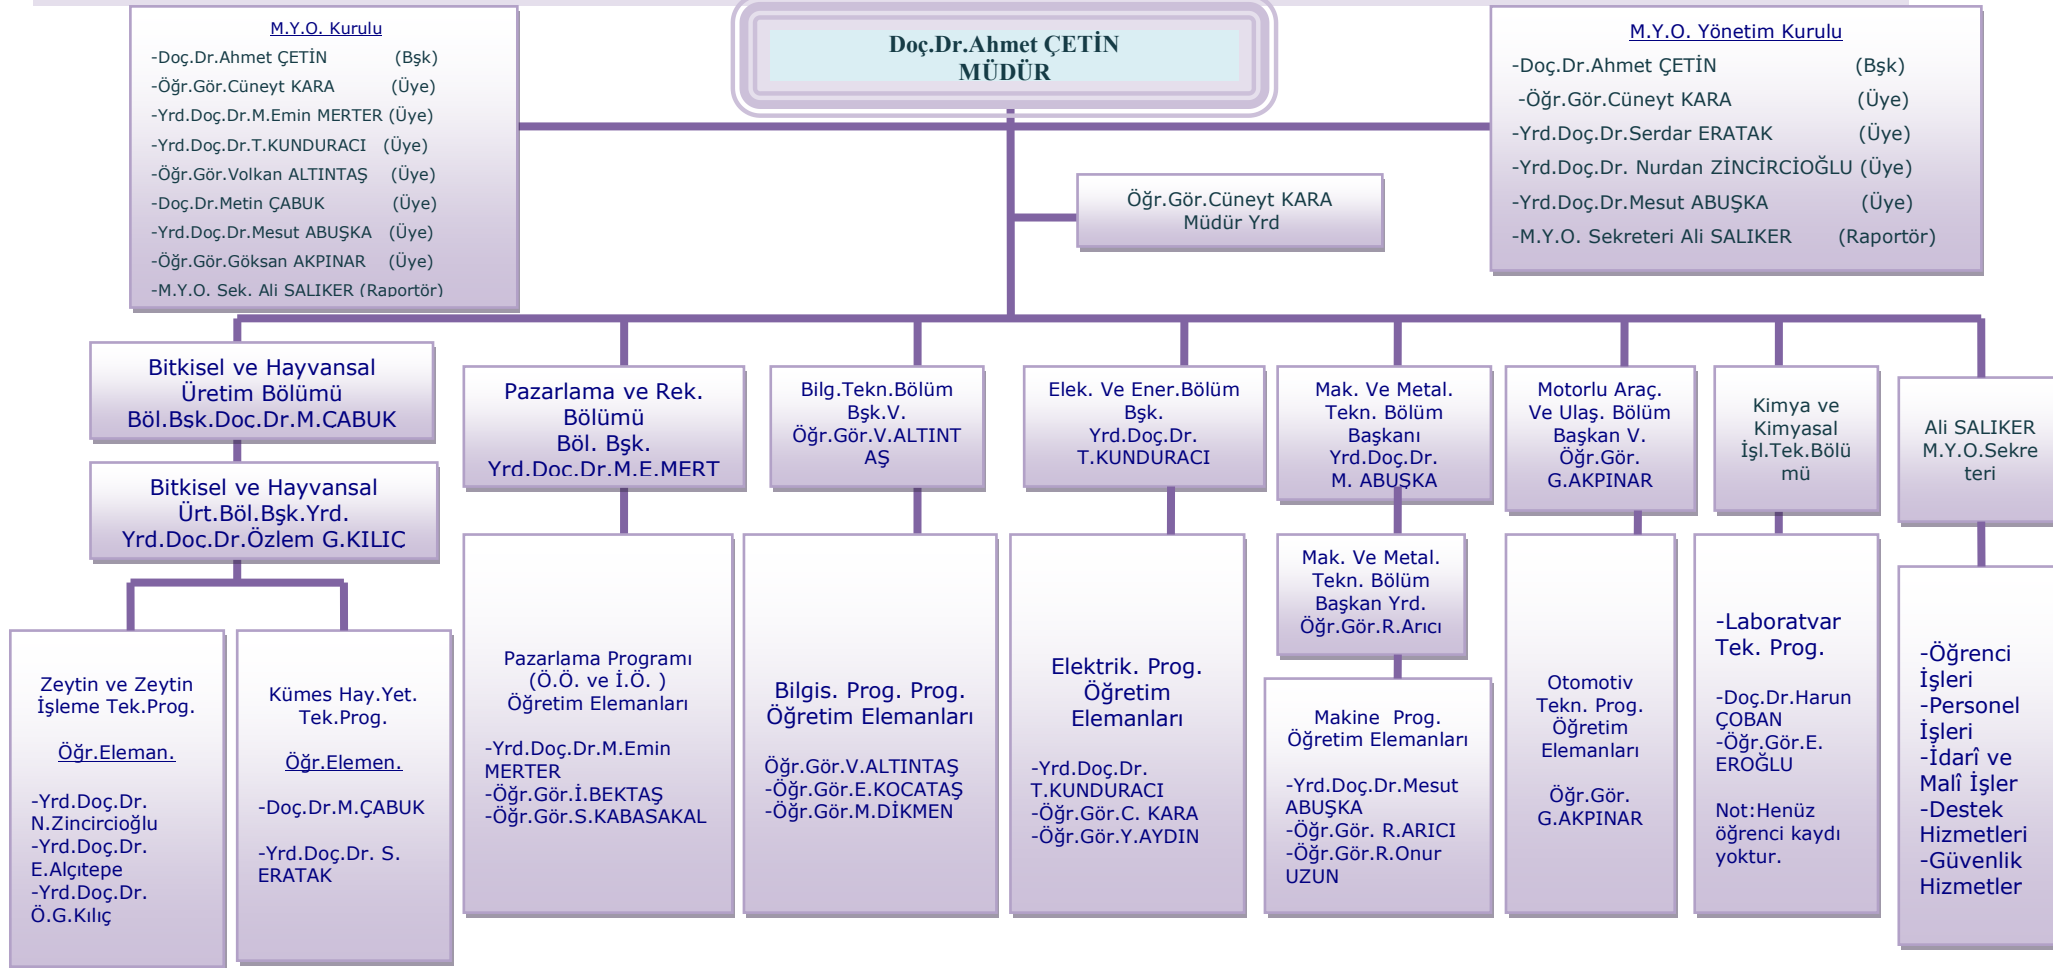 M.Y.O. Kurulu
-Doç.Dr.Ahmet ÇETİN (Bşk)
-Öğr.Gör.Cüneyt KARA (Üye)
-Yrd.Doç.Dr.M.Emin MERTER (Üye)
-Yrd.Doç.Dr.T.KUNDURACI (Üye)
-Öğr.Gör.Volkan ALTINTAŞ (Üye)
-Doç.Dr.Metin ÇABUK (Üye)
-Yrd.Doç.Dr.Mesut ABUŞKA (Üye)
-Öğr.Gör.Göksan AKPINAR (Üye)
-M.Y.O. Sek. Ali SALIKER (Raportör)
Doç.Dr.Ahmet ÇETİN
MÜDÜR
M.Y.O. Yönetim Kurulu
-Doç.Dr.Ahmet ÇETİN (Bşk)
-Öğr.Gör.Cüneyt KARA (Üye)
-Yrd.Doç.Dr.Serdar ERATAK (Üye)
-Yrd.Doç.Dr. Nurdan ZİNCİRCİOĞLU (Üye)
-Yrd.Doç.Dr.Mesut ABUŞKA (Üye)
-M.Y.O. Sekreteri Ali SALIKER (Raportör)
Öğr.Gör.Cüneyt KARA
Müdür Yrd
Bitkisel ve Hayvansal
Üretim Bölümü
Böl.Bşk.Doç.Dr.M.ÇABUK
Bitkisel ve Hayvansal
Ürt.Böl.Bşk.Yrd.
Yrd.Doç.Dr.Özlem G.KILIÇ
Zeytin ve Zeytin
İşleme Tek.Prog.
Öğr.Eleman.
-Yrd.Doç.Dr.
N.Zincircioğlu
-Yrd.Doç.Dr.
E.Alçıtepe
-Yrd.Doç.Dr.
Ö.G.Kılıç
Kümes Hay.Yet.
Tek.Prog.
Öğr.Elemen.
-Doç.Dr.M.ÇABUK
-Yrd.Doç.Dr. S.
ERATAK
Pazarlama ve Rek.
Bölümü
Böl. Bşk.
Yrd.Doç.Dr.M.E.MERT
Pazarlama Programı
(Ö.Ö. ve İ.Ö. )
Öğretim Elemanları
-Yrd.Doç.Dr.M.Emin
MERTER
-Öğr.Gör.İ.BEKTAŞ
-Öğr.Gör.S.KABASAKAL
Bilg.Tekn.Bölüm
Bşk.V.
Öğr.Gör.V.ALTINT
AŞ
Bilgis. Prog. Prog.
Öğretim Elemanları
Öğr.Gör.V.ALTINTAŞ
-Öğr.Gör.E.KOCATAŞ
-Öğr.Gör.M.DİKMEN
Elek. Ve Ener.Bölüm
Bşk.
Yrd.Doç.Dr.
T.KUNDURACI
Elektrik. Prog.
Öğretim
Elemanları
-Yrd.Doç.Dr.
T.KUNDURACI
-Öğr.Gör.C. KARA
-Öğr.Gör.Y.AYDIN
Mak. Ve Metal.
Tekn. Bölüm
Başkanı
Yrd.Doç.Dr.
M. ABUŞKA
Mak. Ve Metal.
Tekn. Bölüm
Başkan Yrd.
Öğr.Gör.R.Arıcı
Makine Prog.
Öğretim Elemanları
-Yrd.Doç.Dr.Mesut
ABUŞKA
-Öğr.Gör. R.ARICI
-Öğr.Gör.R.Onur
UZUN
Motorlu Araç.
Ve Ulaş. Bölüm
Başkan V.
Öğr.Gör.
G.AKPINAR
Otomotiv
Tekn. Prog.
Öğretim
Elemanları
Öğr.Gör.
G.AKPINAR
Kimya ve
Kimyasal
İşl.Tek.Bölü
mü
-Laboratvar
Tek. Prog.
-Doç.Dr.Harun
ÇOBAN
-Öğr.Gör.E.
EROĞLU
Not:Henüz
öğrenci kaydı
yoktur.
Ali SALIKER
M.Y.O.Sekre
teri
-Öğrenci
İşleri
-Personel
İşleri
-İdarî ve
Malî İşler
-Destek
Hizmetleri
-Güvenlik
Hizmetler